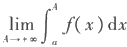 lim_{A→+∞} ∫_a^A f(x)dx